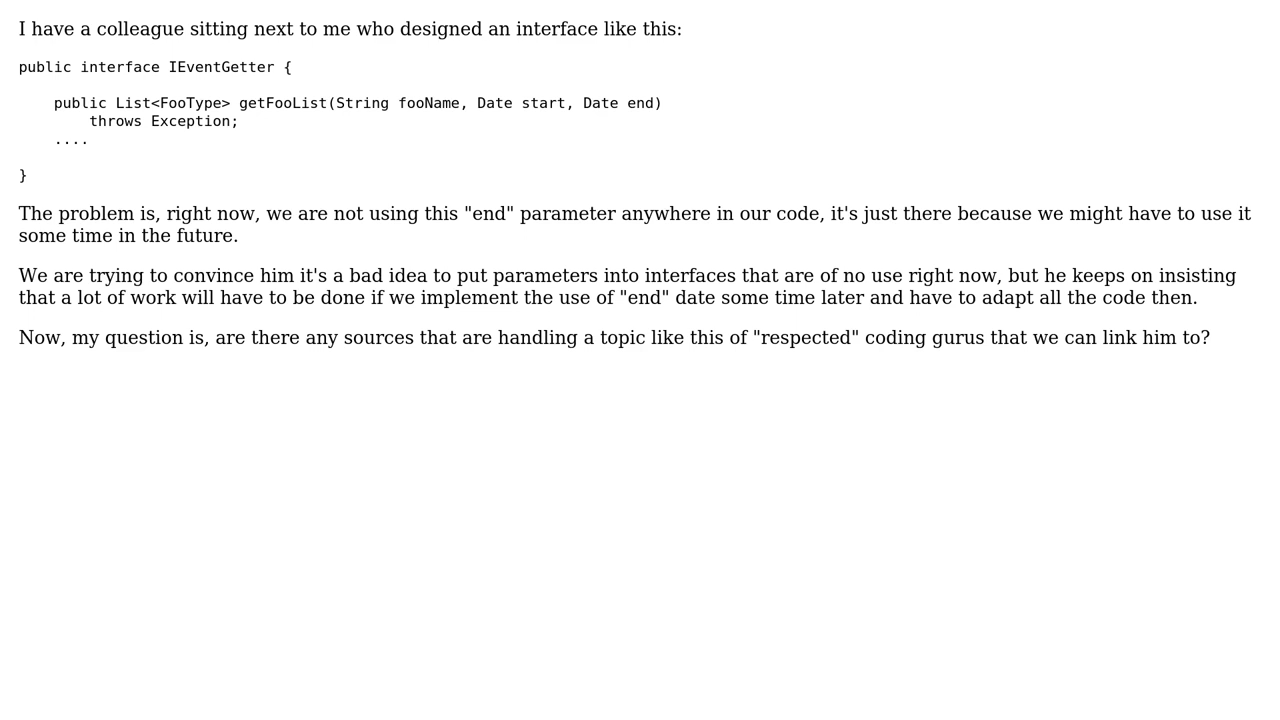 I have a colleague sitting next to me who designed an interface like this:
public interface IEventGetter {
    public List<FooType> getFooList(String fooName, Date start, Date end)
        throws Exception;
    ....
}
The problem is, right now, we are not using this "end" parameter anywhere in our code, it's just there because we might have to use it
some time in the future.
We are trying to convince him it's a bad idea to put parameters into interfaces that are of no use right now, but he keeps on insisting
that a lot of work will have to be done if we implement the use of "end" date some time later and have to adapt all the code then.
Now, my question is, are there any sources that are handling a topic like this of "respected" coding gurus that we can link him to?